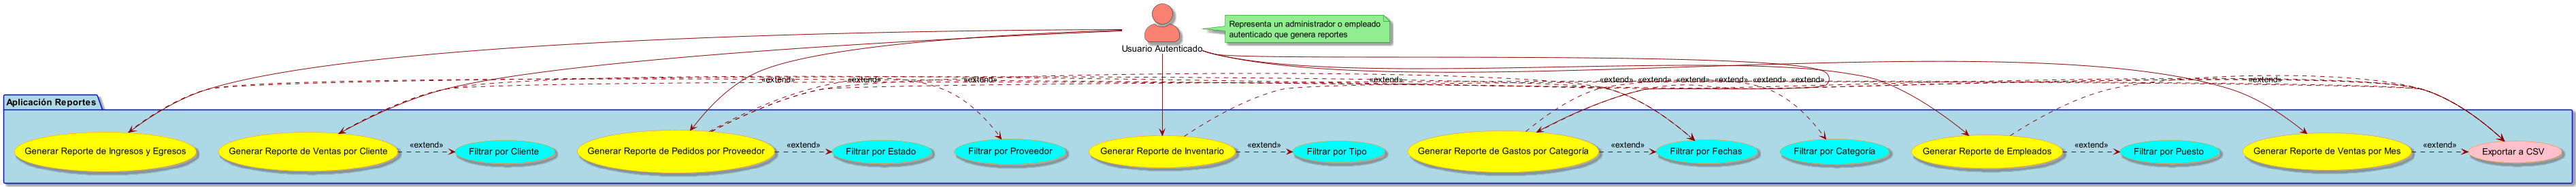 Representa un administrador o empleado
autenticado que genera reportes
Usuario Autenticado
«extend»
«extend»
«extend»
«extend»
«extend»
«extend»
«extend»
«extend»
«extend»
«extend»
Aplicación Reportes
Generar Reporte de Ingresos y Egresos
Generar Reporte de Ventas por Cliente
«extend»
Filtrar por Cliente
Generar Reporte de Pedidos por Proveedor
«extend»
Filtrar por Estado
Filtrar por Proveedor
Generar Reporte de Inventario
«extend»
Filtrar por Tipo
Generar Reporte de Gastos por Categoría
«extend»
Filtrar por Fechas
Filtrar por Categoría
Generar Reporte de Empleados
«extend»
Filtrar por Puesto
Generar Reporte de Ventas por Mes
«extend»
Exportar a CSV